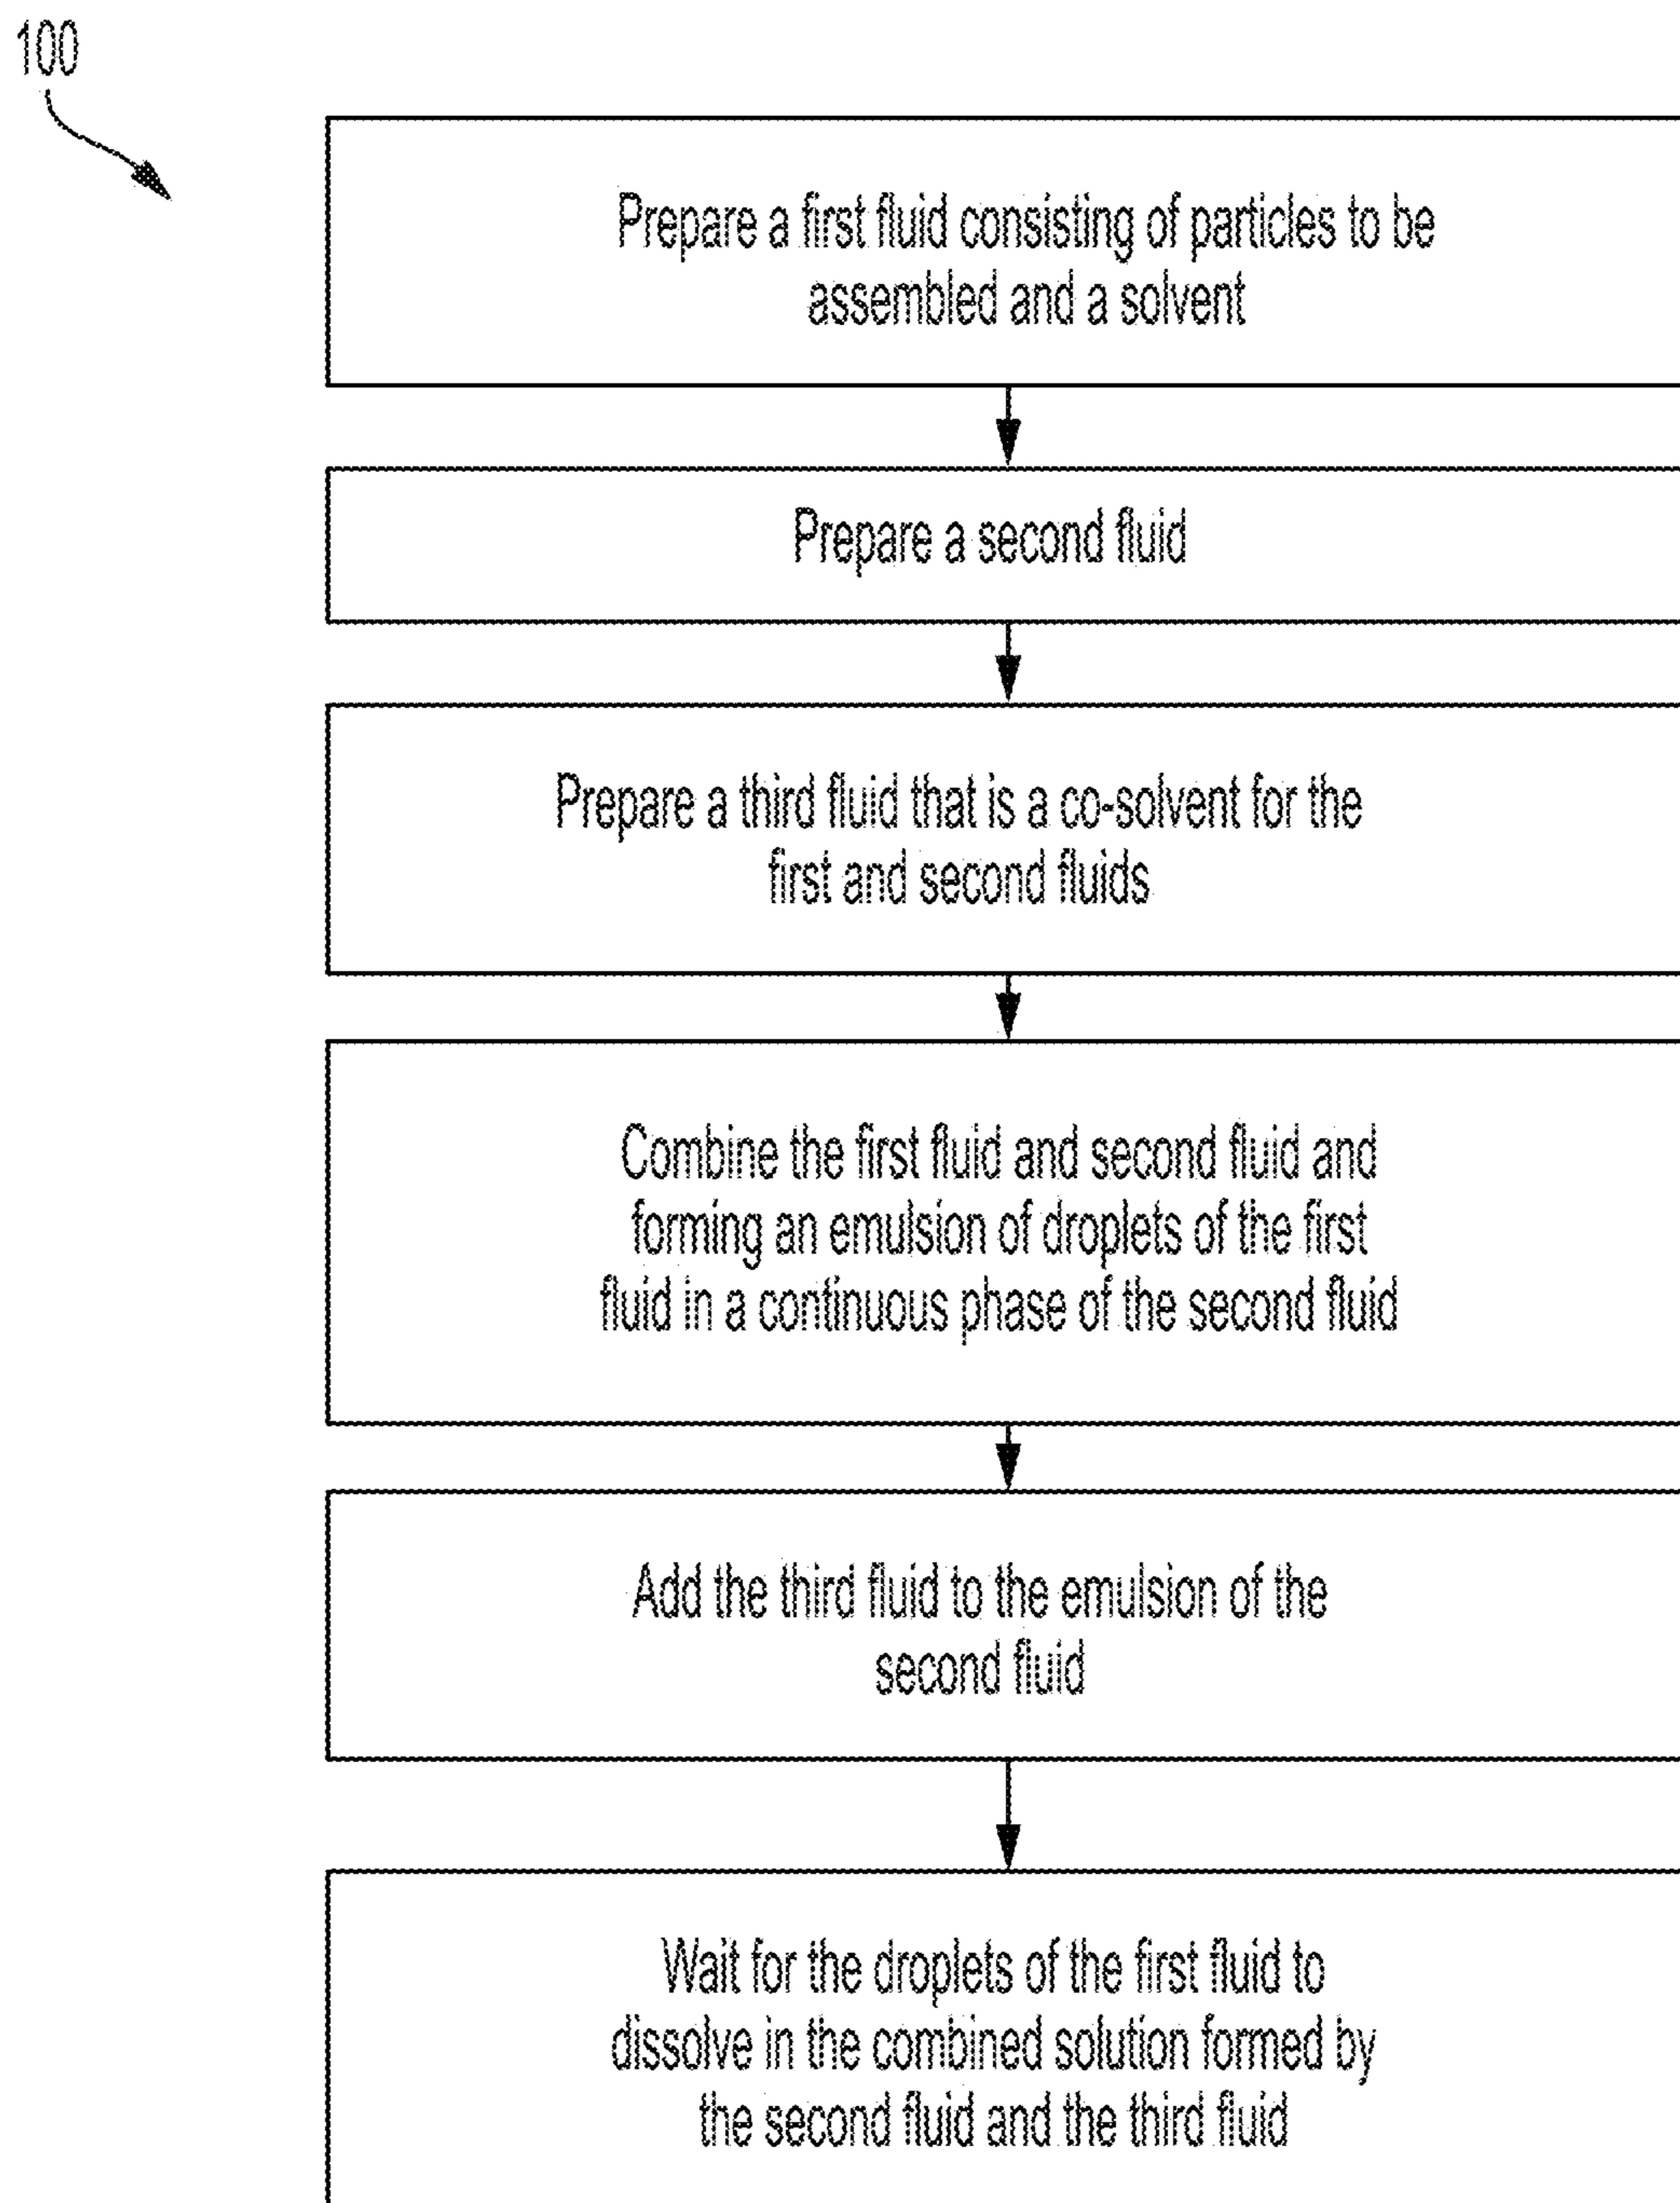 100
Prepare a first fluid consisting of particles to be
assembled and a solvent
Prepare a second fluid
Prepare a third fluid that is a co-solvent for the
first and second fluids
Combine the first fluid and second fluid and
forming an emulsion of droplets of the first
fluid in a continuous phase of the second fluid
Add the third fluid to the emulsion of the
second fluid
Wait for the droplets of the first fluid to
dissolve in the combined solution formed by
the second fluid and the third fluid